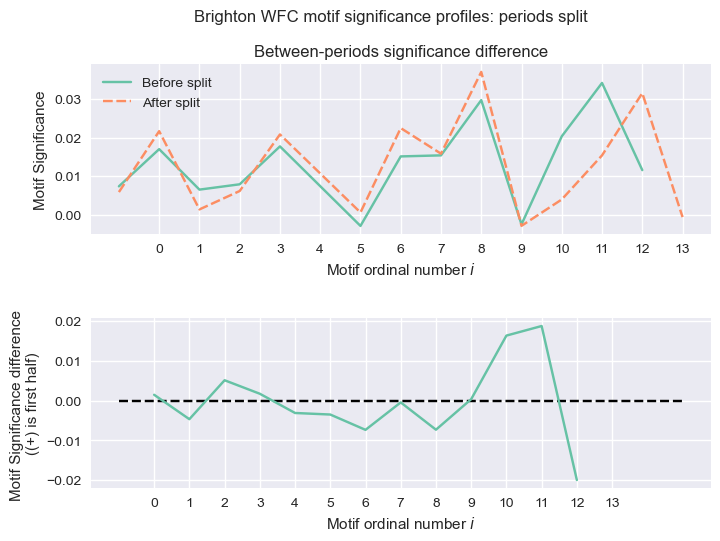 Brighton WFC motif significance profiles: periods split
Between-periods significance difference
Motif Significance
0.03
0.02
0.01
0.00
Before split
After split
0 1 2 3 4 5 6 7 8 9 10 11 12 13
Motif ordinal number i
Motif Significance difference
((+) is first half)
0.02
0.01
0.00
−0.01
−0.02
0 1 2 3 4 5 6 7 8 9 10 11 12 13
Motif ordinal number i